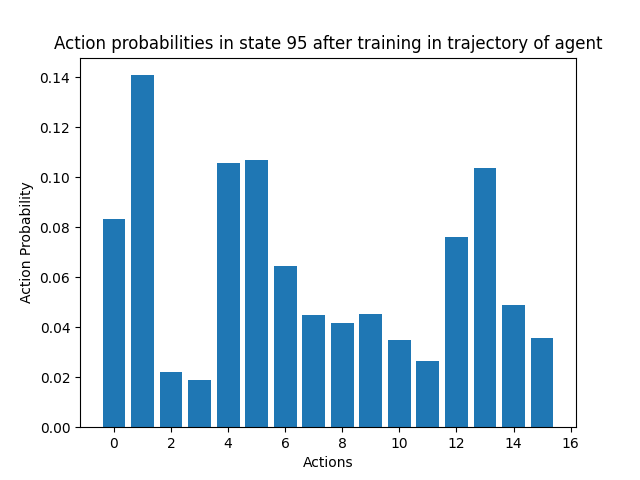 Action probabilities in state 95 after training in trajectory of agent
0.14
0.12
0.10
0.08
0.06
0.04
0.02
0.00
Action Probability
0 2 4 6 8 10 12 14 16
Actions